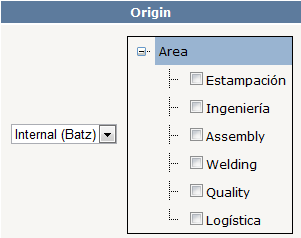 Origin
Area
Estampación
Ingeniería
Internal (Batz)
Assembly
Welding
Quality
Logística